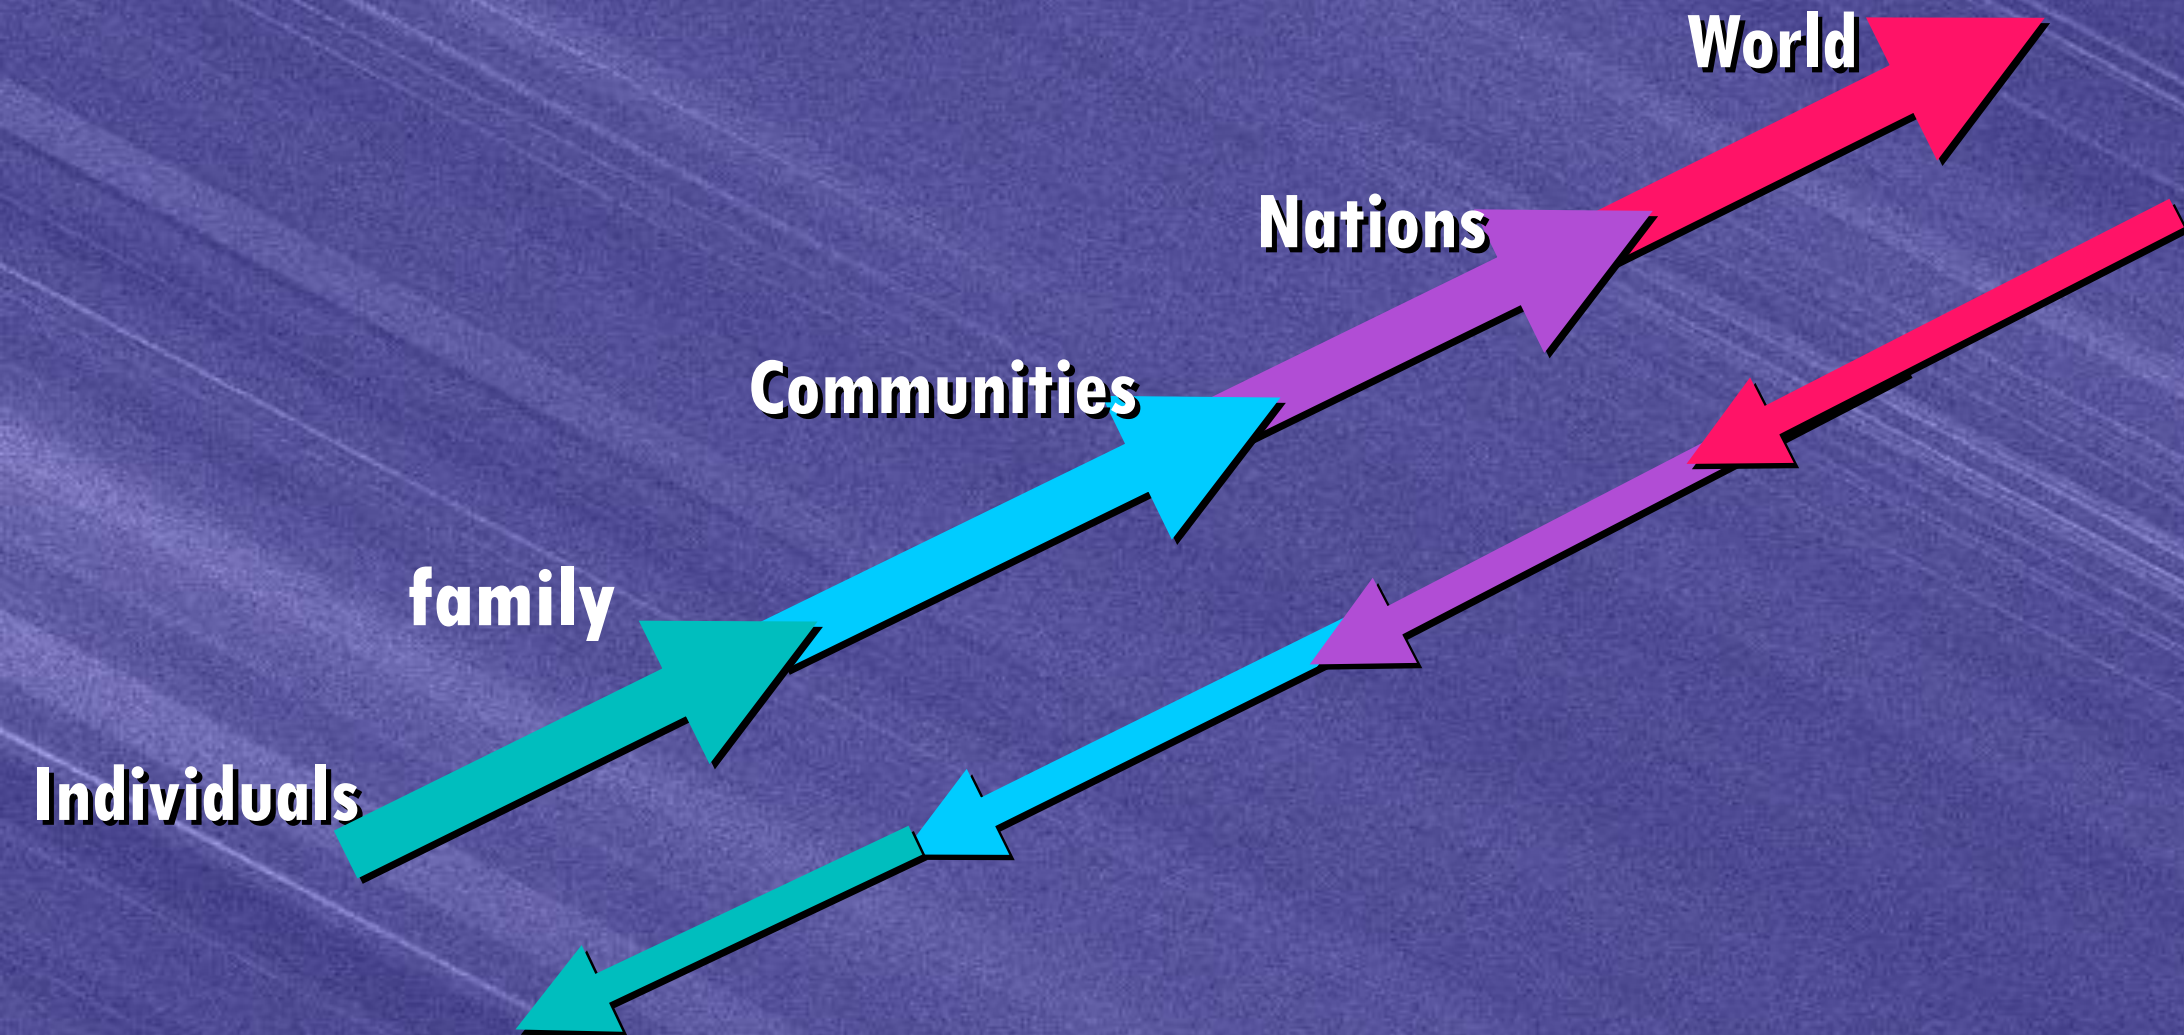 World
Nations
Communities
family
Individuals